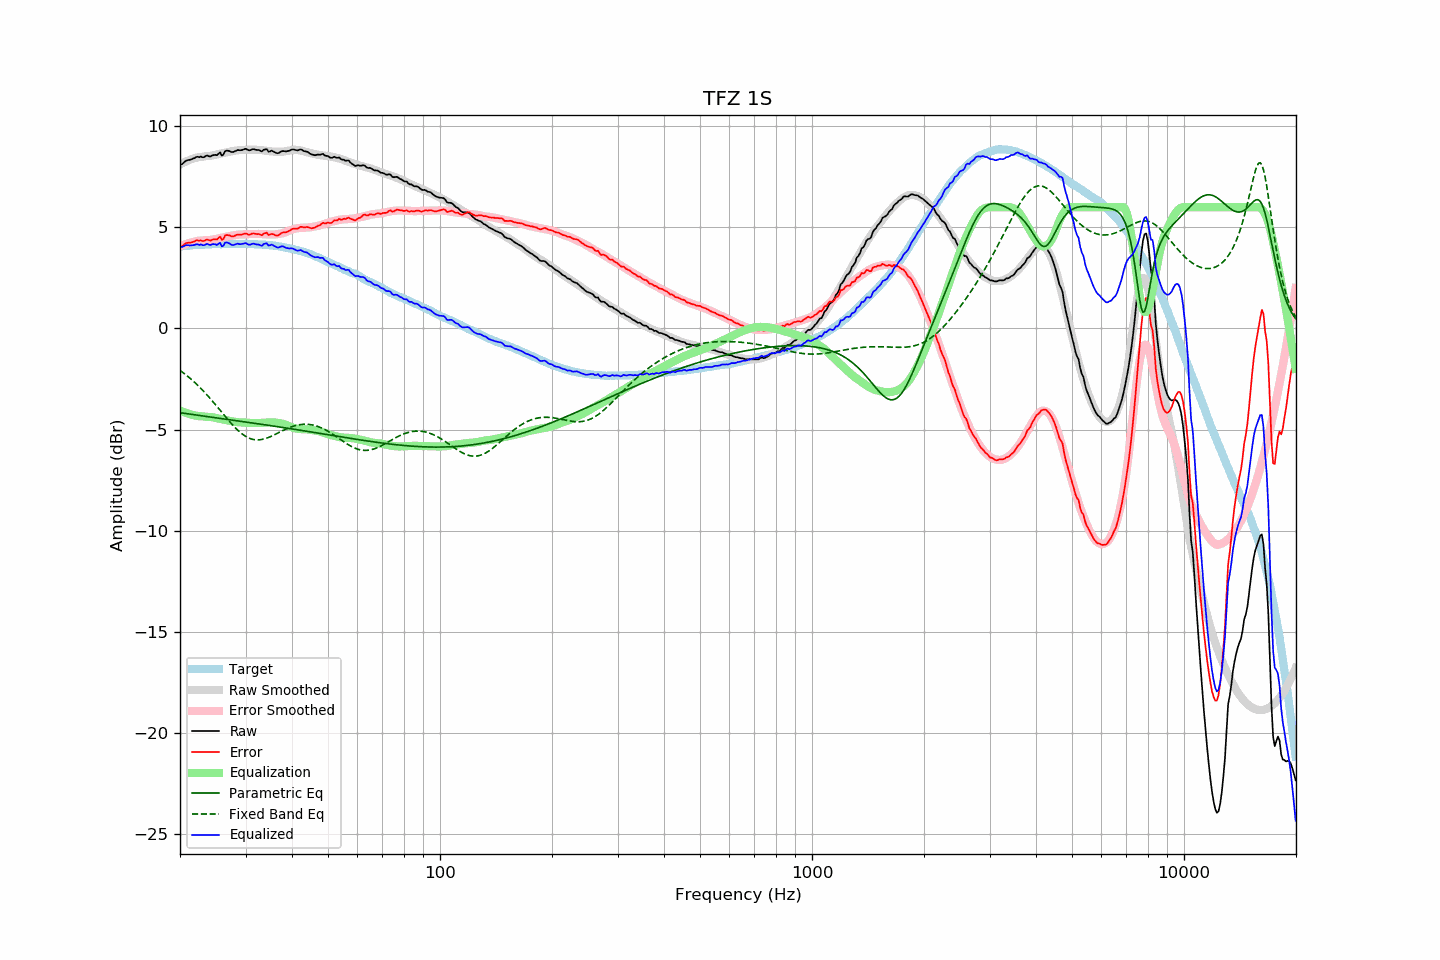 TFZ 1S
Amplitude (dBr)
10
5
0
−5
−10
−15
−20
−25
Target
Raw Smoothed
Error Smoothed
Raw
Error
Equalization
Parametric Eq
Fixed Band Eq
Equalized
100
1000
10000
Frequency (Hz)